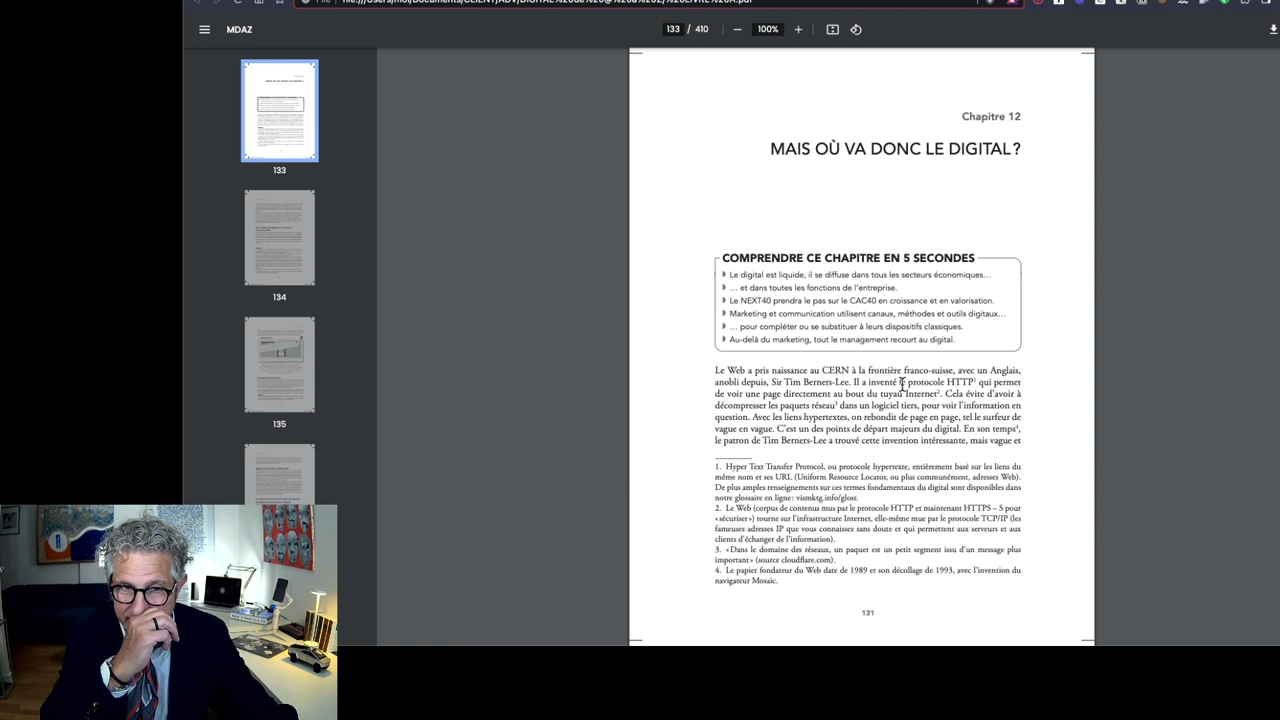 MDAZ
133 / 410
100%
133
134
135
Chapitre 12
MAIS OÙ VA DONC LE DIGITAL ?
COMPRENDRE CE CHAPITRE EN 5 SECONDES
Le digital est liquide, il se diffuse dans tous les secteurs économiques…
… et dans toutes les fonctions de l'entreprise.
Le NEXT40 prendra le pas sur le CAC40 en croissance et en valorisation.
Marketing et communication utilisent canaux, méthodes et outils digitaux…
… pour compléter ou se substituer à leurs dispositifs classiques.
Au-delà du marketing, tout le management recourt au digital.
Le Web a pris naissance au CERN à la frontière franco-suisse, avec un Anglais,
anobli depuis, Sir Tim Berners-Lee. Il a inventé le protocole HTTP¹ qui permet
de voir une page directement au bout du tuyau Internet². Cela évite d'avoir à
décompresser les paquets réseau³ dans un logiciel tiers, pour voir l'information en
question. Avec les liens hypertextes, on rebondit de page en page, tel le surfeur de
vague en vague. C'est un des points de départ majeurs du digital. En son temps⁴,
le patron de Tim Berners-Lee a trouvé cette invention intéressante, mais vague et
1. Hyper Text Transfer Protocol, ou protocole hypertexte, entièrement basé sur les liens du
même nom et ses URL (Uniform Resource Locator, ou plus communément, adresses Web).
De plus amples renseignements sur ces termes fondamentaux du digital sont disponibles dans
notre glossaire en ligne : vismktg.info/glosr.
2. Le Web (corpus de contenus mus par le protocole HTTP et maintenant HTTPS – S pour
« sécuriser ») tourne sur l'infrastructure Internet, elle-même mue par le protocole TCP/IP (les
fameuses adresses IP que vous connaissez sans doute et qui permettent aux serveurs et aux
clients d'échanger de l'information).
3. « Dans le domaine des réseaux, un paquet est un petit segment issu d'un message plus
important » (source cloudflare.com).
4. Le papier fondateur du Web date de 1989 et son décollage de 1993, avec l'invention du
navigateur Mosaic.
131